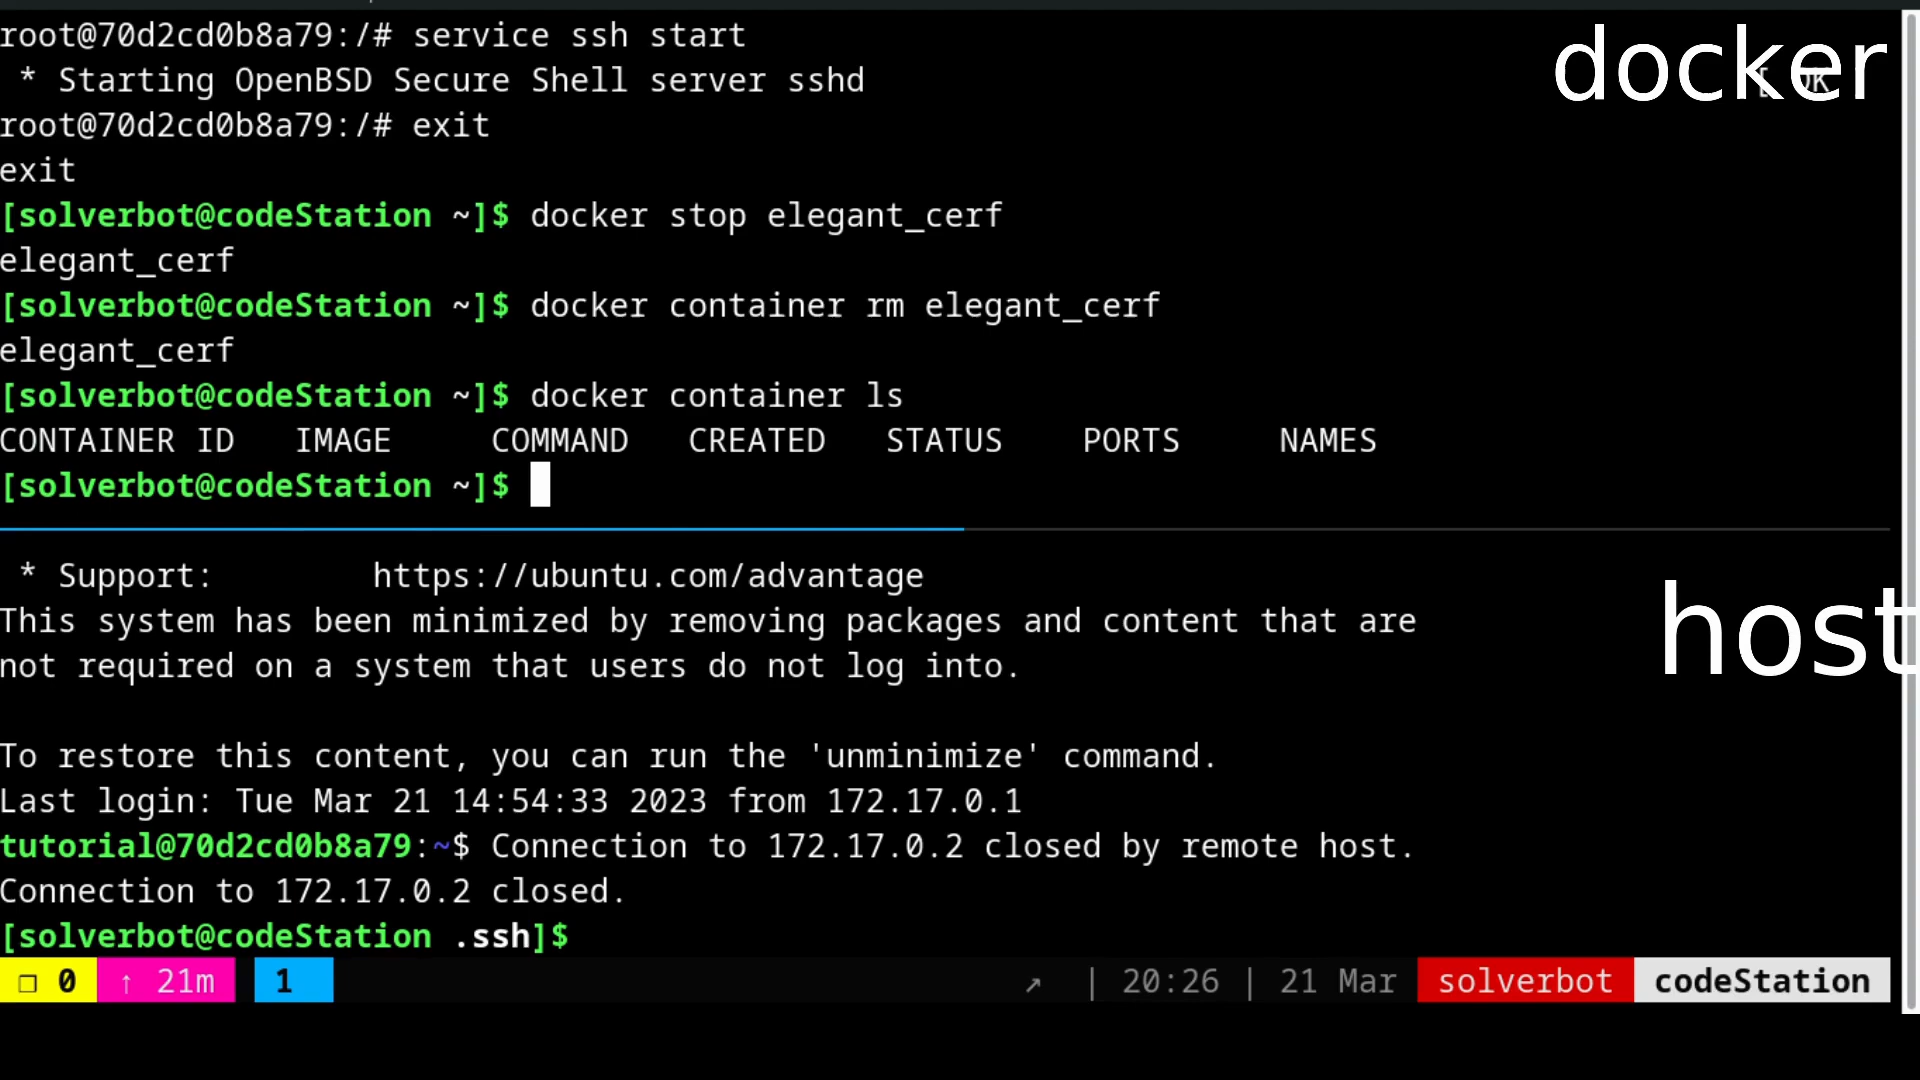 root@70d2cd0b8a79:/# service ssh start
docker
 * Starting OpenBSD Secure Shell server sshd
root@70d2cd0b8a79:/# exit
exit
[solverbot@codeStation ~]$ docker stop elegant_cerf
elegant_cerf
[solverbot@codeStation ~]$ docker container rm elegant_cerf
elegant_cerf
[solverbot@codeStation ~]$ docker container ls
CONTAINER ID   IMAGE     COMMAND   CREATED   STATUS    PORTS     NAMES
[solverbot@codeStation ~]$
 * Support:        https://ubuntu.com/advantage
This system has been minimized by removing packages and content that are
host
not required on a system that users do not log into.
To restore this content, you can run the 'unminimize' command.
Last login: Tue Mar 21 14:54:33 2023 from 172.17.0.1
tutorial@70d2cd0b8a79:~$ Connection to 172.17.0.2 closed by remote host.
Connection to 172.17.0.2 closed.
[solverbot@codeStation .ssh]$
❐ 0 ↑ 21m 1 ↗ | 20:26 | 21 Mar solverbot codeStation